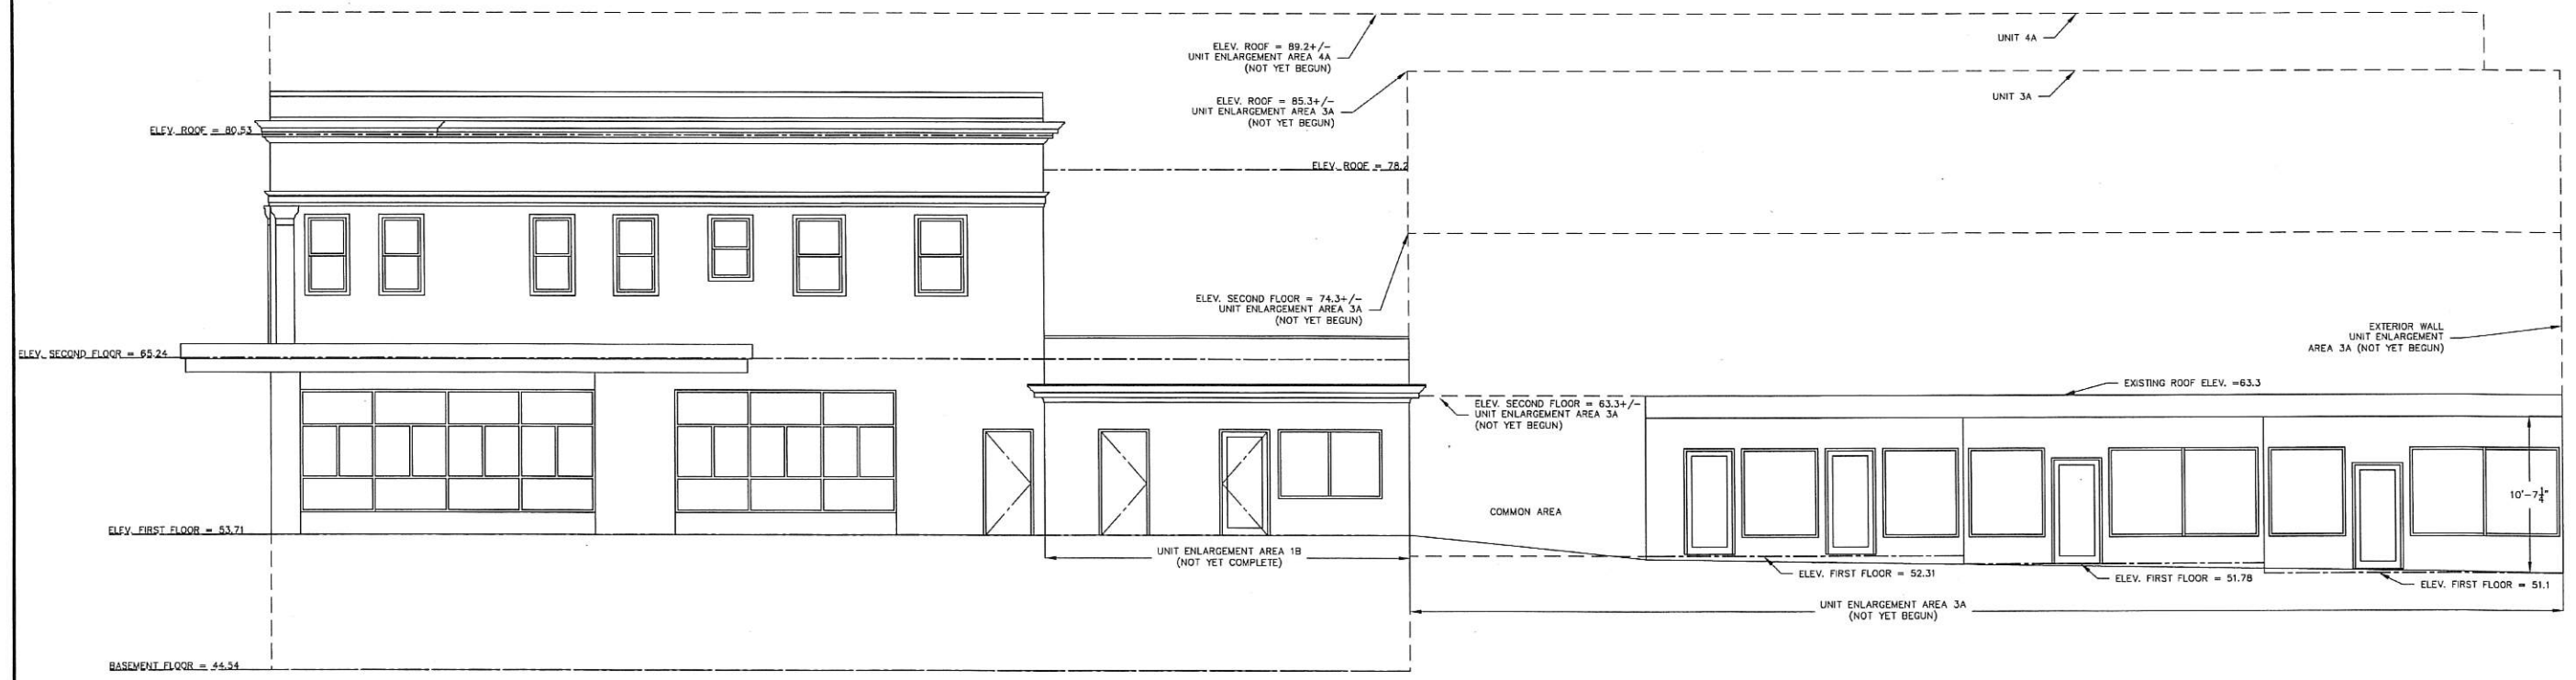 ELEV. ROOF = 89.2+/-
UNIT ENLARGEMENT AREA 4A
(NOT YET BEGUN)
UNIT 4A
ELEV. ROOF = 85.3+/-
UNIT ENLARGEMENT AREA 3A
(NOT YET BEGUN)
UNIT 3A
ELEV. ROOF = 80.53
ELEV. ROOF = 78.2
ELEV. SECOND FLOOR = 74.3+/-
UNIT ENLARGEMENT AREA 3A
(NOT YET BEGUN)
EXTERIOR WALL
UNIT ENLARGEMENT
AREA 3A (NOT YET BEGUN)
ELEV. SECOND FLOOR = 65.24
EXISTING ROOF ELEV. =63.3
ELEV. SECOND FLOOR = 63.3+/-
UNIT ENLARGEMENT AREA 3A
(NOT YET BEGUN)
10'-7¼"
COMMON AREA
ELEV. FIRST FLOOR = 53.71
UNIT ENLARGEMENT AREA 1B
(NOT YET COMPLETE)
ELEV. FIRST FLOOR = 52.31
ELEV. FIRST FLOOR = 51.78
ELEV. FIRST FLOOR = 51.1
UNIT ENLARGEMENT AREA 3A
(NOT YET BEGUN)
BASEMENT FLOOR = 44.54